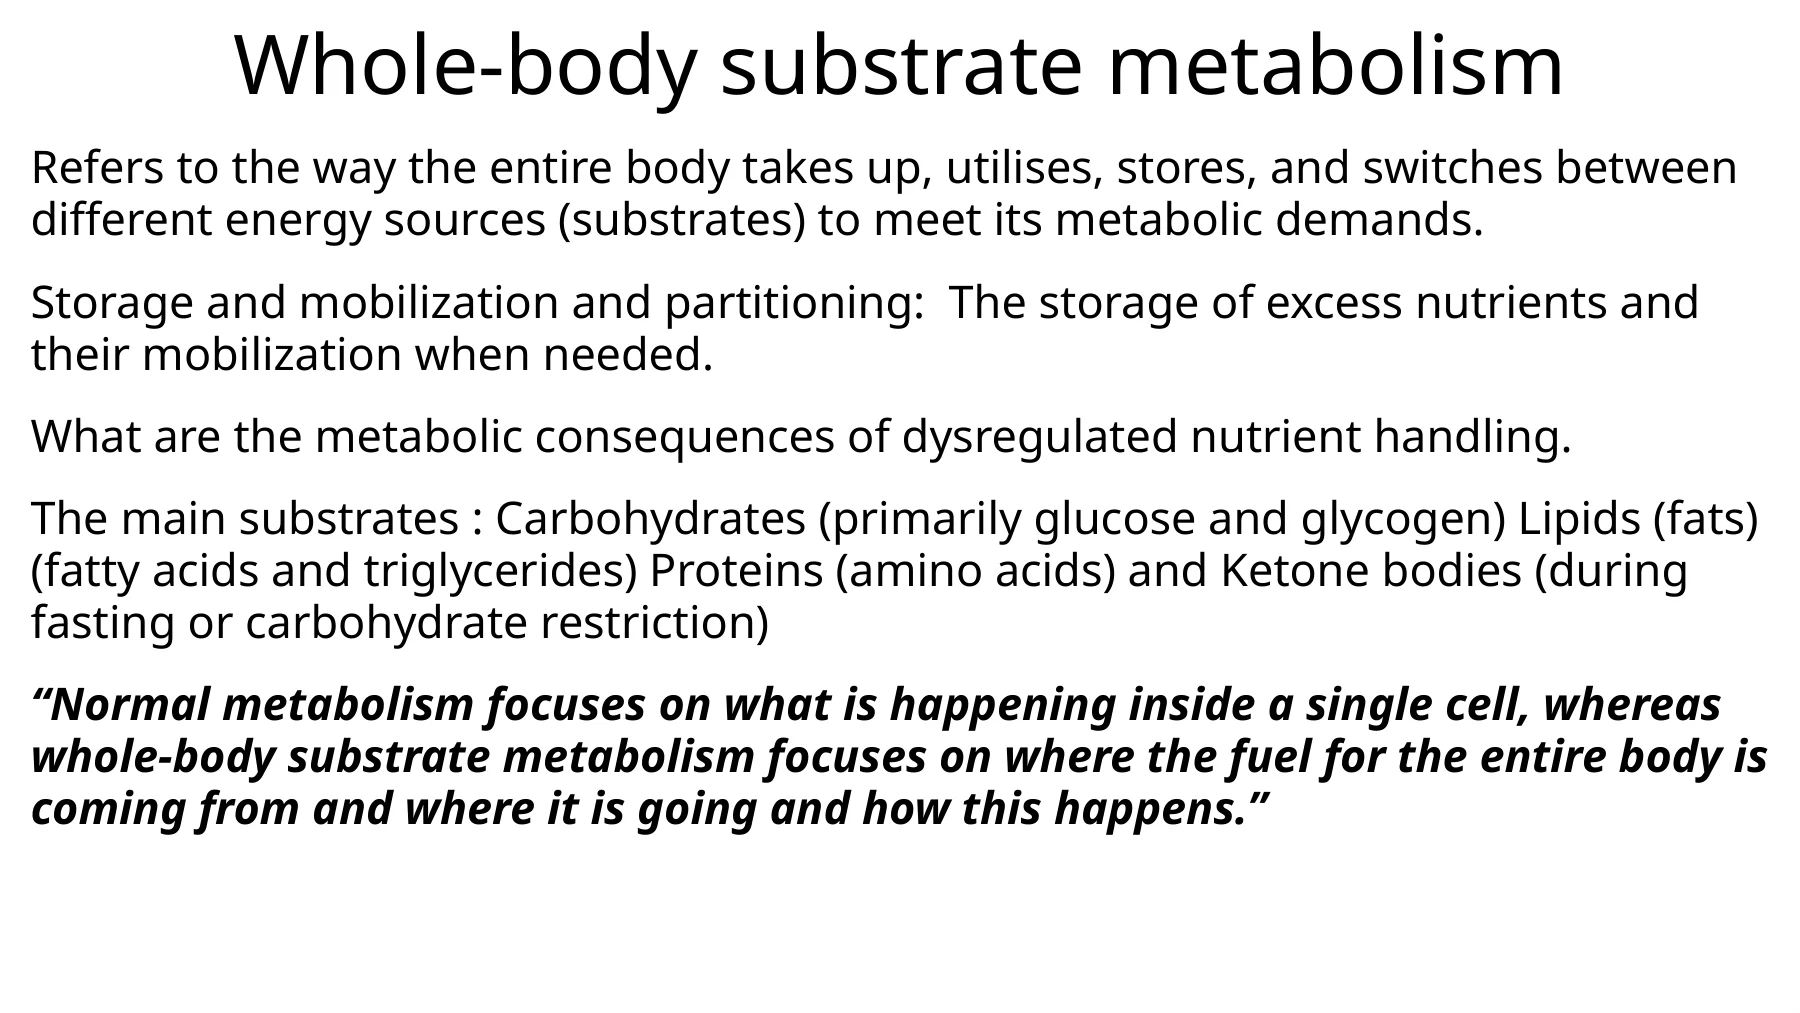 Whole-body substrate metabolism
Refers to the way the entire body takes up, utilises, stores, and switches between
different energy sources (substrates) to meet its metabolic demands.
Storage and mobilization and partitioning:  The storage of excess nutrients and
their mobilization when needed.
What are the metabolic consequences of dysregulated nutrient handling.
The main substrates : Carbohydrates (primarily glucose and glycogen) Lipids (fats)
(fatty acids and triglycerides) Proteins (amino acids) and Ketone bodies (during
fasting or carbohydrate restriction)
“Normal metabolism focuses on what is happening inside a single cell, whereas
whole-body substrate metabolism focuses on where the fuel for the entire body is
coming from and where it is going and how this happens.”